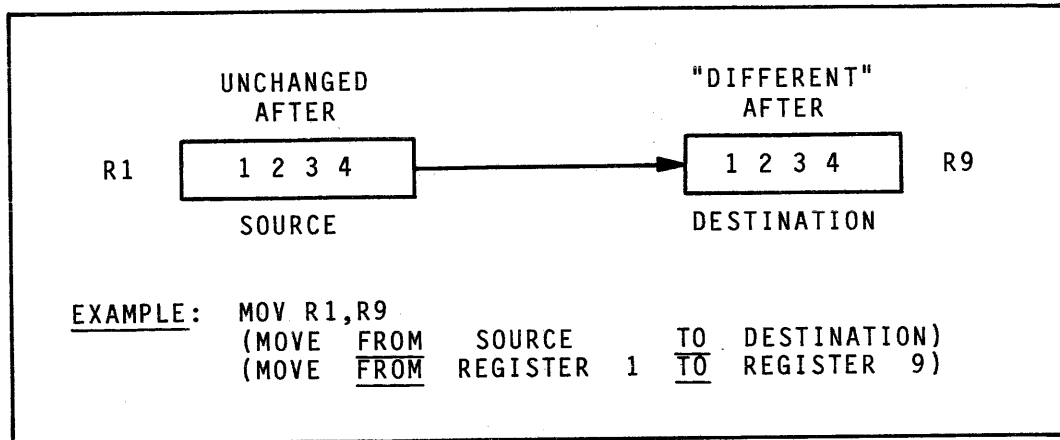 UNCHANGED AFTER
"DIFFERENT" AFTER
R1
1 2 3 4
1 2 3 4
R9
SOURCE
DESTINATION
EXAMPLE: MOV R1,R9
(MOVE FROM SOURCE TO DESTINATION)
(MOVE FROM REGISTER 1 TO REGISTER 9)